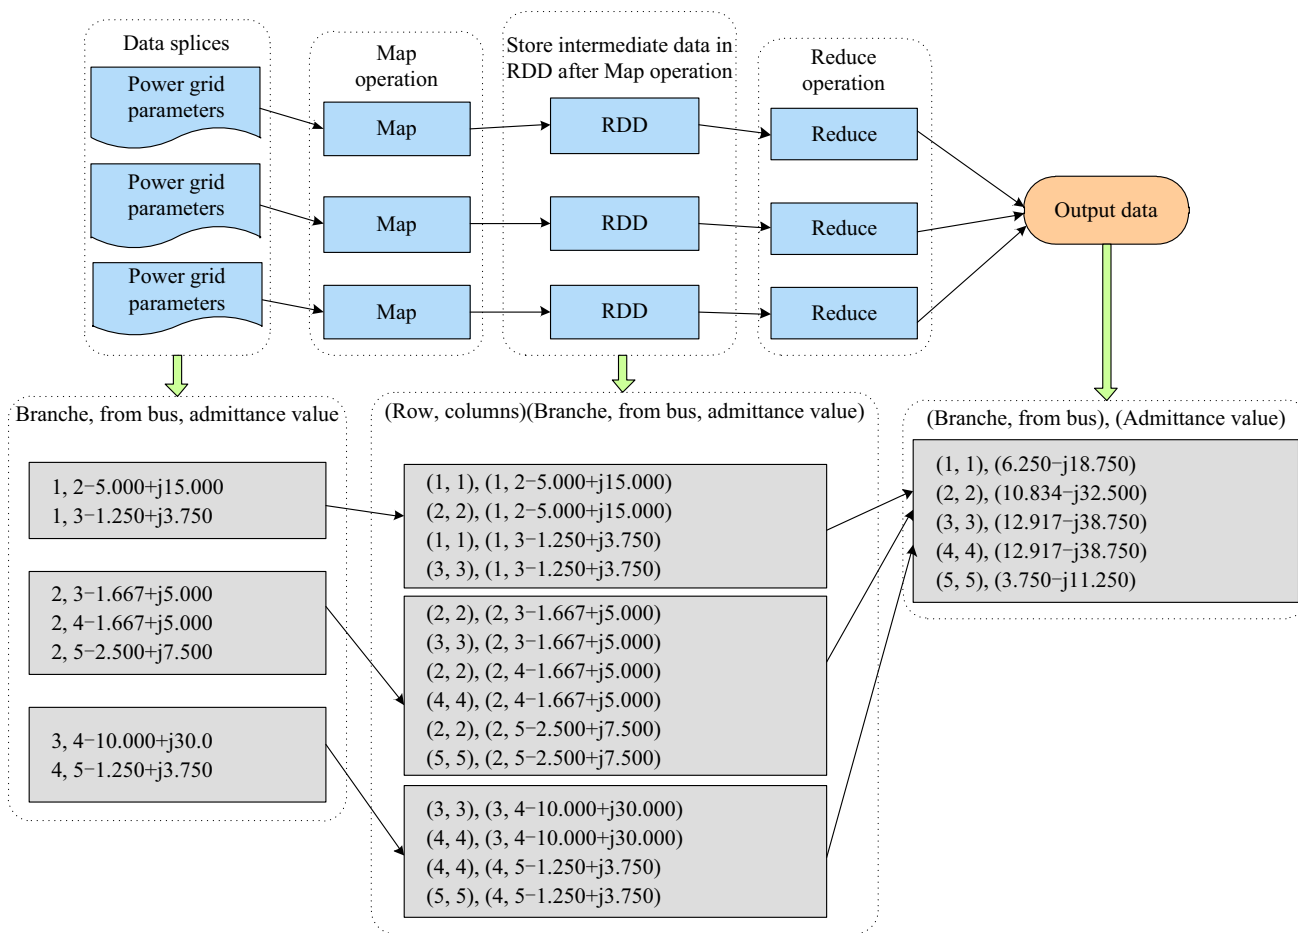 Data splices
Power grid
parameters
Power grid
parameters
Power grid
parameters
Map
operation
Map
Map
Map
Store intermediate data in
RDD after Map operation
RDD
RDD
RDD
Reduce
operation
Reduce
Reduce
Reduce
Output data
Branche, from bus, admittance value
1, 2−5.000+j15.000
1, 3−1.250+j3.750
2, 3−1.667+j5.000
2, 4−1.667+j5.000
2, 5−2.500+j7.500
3, 4−10.000+j30.0
4, 5−1.250+j3.750
(Row, columns)(Branche, from bus, admittance value)
(1, 1), (1, 2−5.000+j15.000)
(2, 2), (1, 2−5.000+j15.000)
(1, 1), (1, 3−1.250+j3.750)
(3, 3), (1, 3−1.250+j3.750)
(2, 2), (2, 3−1.667+j5.000)
(3, 3), (2, 3−1.667+j5.000)
(2, 2), (2, 4−1.667+j5.000)
(4, 4), (2, 4−1.667+j5.000)
(2, 2), (2, 5−2.500+j7.500)
(5, 5), (2, 5−2.500+j7.500)
(3, 3), (3, 4−10.000+j30.000)
(4, 4), (3, 4−10.000+j30.000)
(4, 4), (4, 5−1.250+j3.750)
(5, 5), (4, 5−1.250+j3.750)
(Branche, from bus), (Admittance value)
(1, 1), (6.250−j18.750)
(2, 2), (10.834−j32.500)
(3, 3), (12.917−j38.750)
(4, 4), (12.917−j38.750)
(5, 5), (3.750−j11.250)